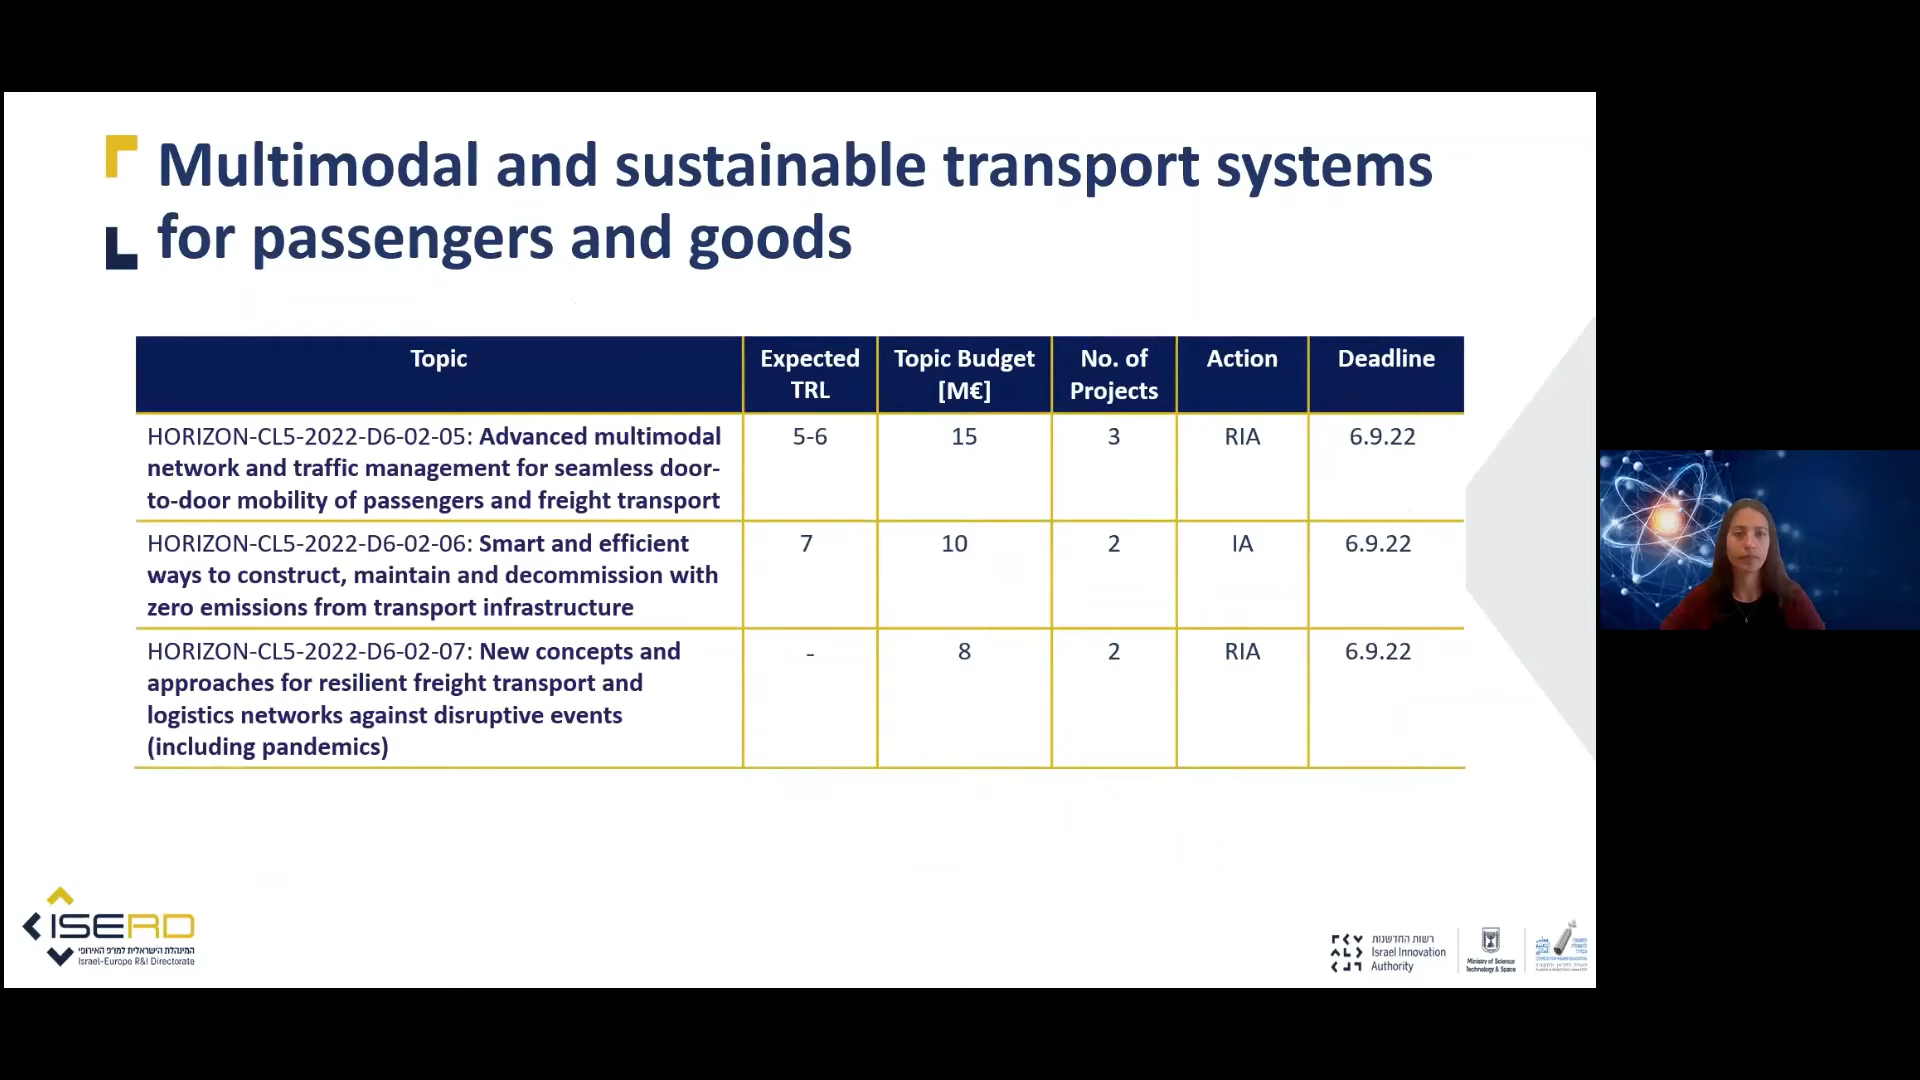 Multimodal and sustainable transport systems
for passengers and goods
Topic
Expected
TRL
Topic Budget
[M€]
No. of
Projects
Action
Deadline
HORIZON-CL5-2022-D6-02-05: Advanced multimodal
network and traffic management for seamless door-
to-door mobility of passengers and freight transport
5-6
15
3
RIA
6.9.22
HORIZON-CL5-2022-D6-02-06: Smart and efficient
ways to construct, maintain and decommission with
zero emissions from transport infrastructure
7
10
2
IA
6.9.22
HORIZON-CL5-2022-D6-02-07: New concepts and
approaches for resilient freight transport and
logistics networks against disruptive events
(including pandemics)
-
8
2
RIA
6.9.22
ISERD
המינהלת הישראלית למו"פ האירופי
Israel-Europe R&I Directorate
רשות החדשנות
Israel Innovation
Authority
Ministry of Science
Technology & Space